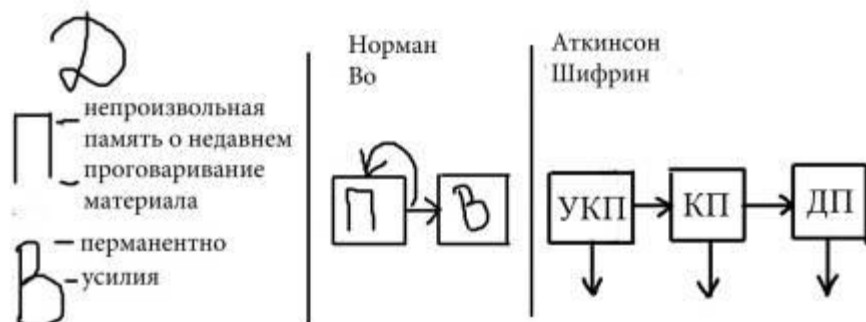 Д
П
непроизвольная
память о недавнем
проговаривание
материала
В
перманентно
усилия
Норман
Во
П
В
Аткинсон
Шифрин
УКП
КП
ДП